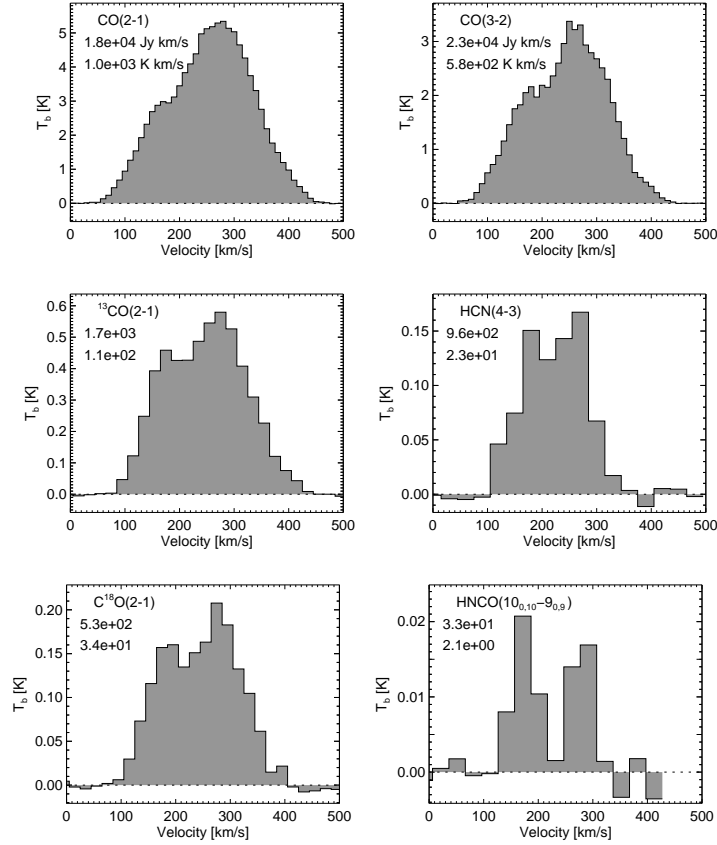 CO(2-1)
1.8e+04 Jy km/s
1.0e+03 K km/s
T_b [K]
5
4
3
2
1
0
0 100 200 300 400 500
Velocity [km/s]
CO(3-2)
2.3e+04 Jy km/s
5.8e+02 K km/s
T_b [K]
3
2
1
0
0 100 200 300 400 500
Velocity [km/s]
¹³CO(2-1)
1.7e+03
1.1e+02
T_b [K]
0.6
0.5
0.4
0.3
0.2
0.1
0.0
0 100 200 300 400 500
Velocity [km/s]
HCN(4-3)
9.6e+02
2.3e+01
T_b [K]
0.15
0.10
0.05
0.00
0 100 200 300 400 500
Velocity [km/s]
C¹⁸O(2-1)
5.3e+02
3.4e+01
T_b [K]
0.20
0.15
0.10
0.05
0.00
0 100 200 300 400 500
Velocity [km/s]
HNCO(10₀,₁₀−9₀,₉)
3.3e+01
2.1e+00
T_b [K]
0.02
0.01
0.00
0 100 200 300 400 500
Velocity [km/s]